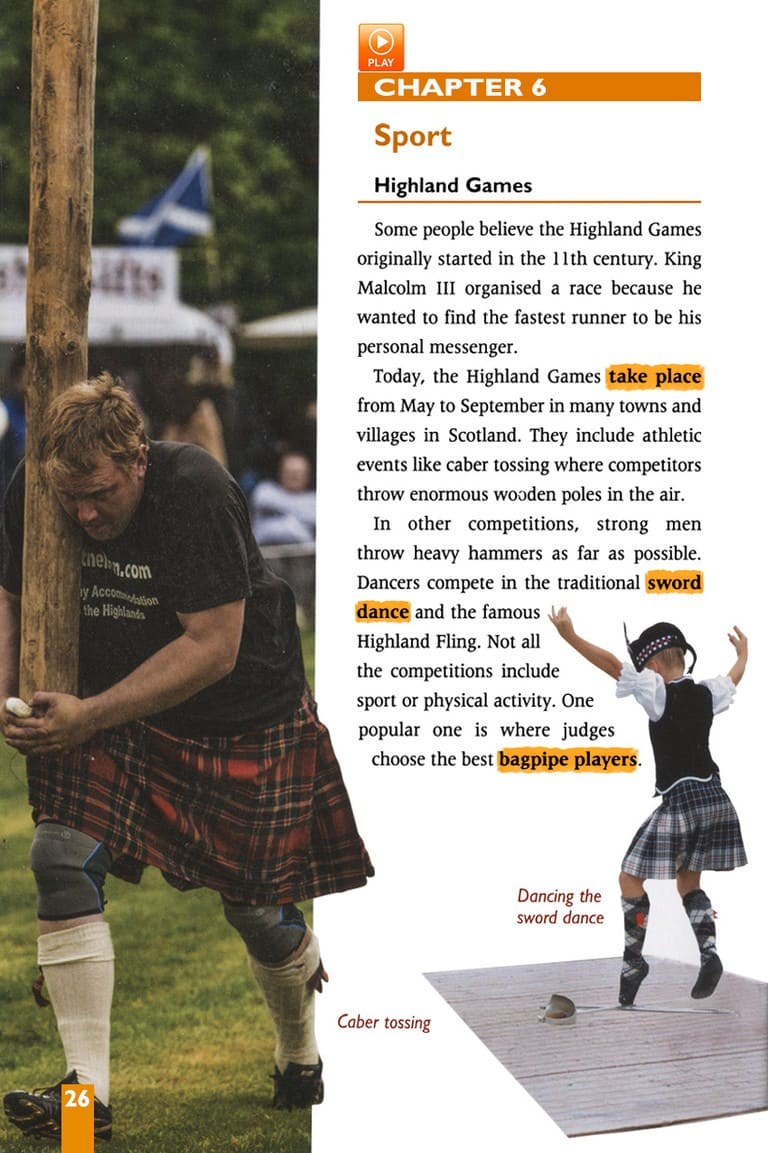 PLAY
CHAPTER 6
Sport
Highland Games
Some people believe the Highland Games
originally started in the 11th century. King
Malcolm III organised a race because he
wanted to find the fastest runner to be his
personal messenger.
Today, the Highland Games take place
from May to September in many towns and
villages in Scotland. They include athletic
events like caber tossing where competitors
throw enormous wooden poles in the air.
In other competitions, strong men
throw heavy hammers as far as possible.
Dancers compete in the traditional sword
dance and the famous
Highland Fling. Not all
the competitions include
sport or physical activity. One
popular one is where judges
choose the best bagpipe players.
Dancing the
sword dance
Caber tossing
.com
the Highlands
26